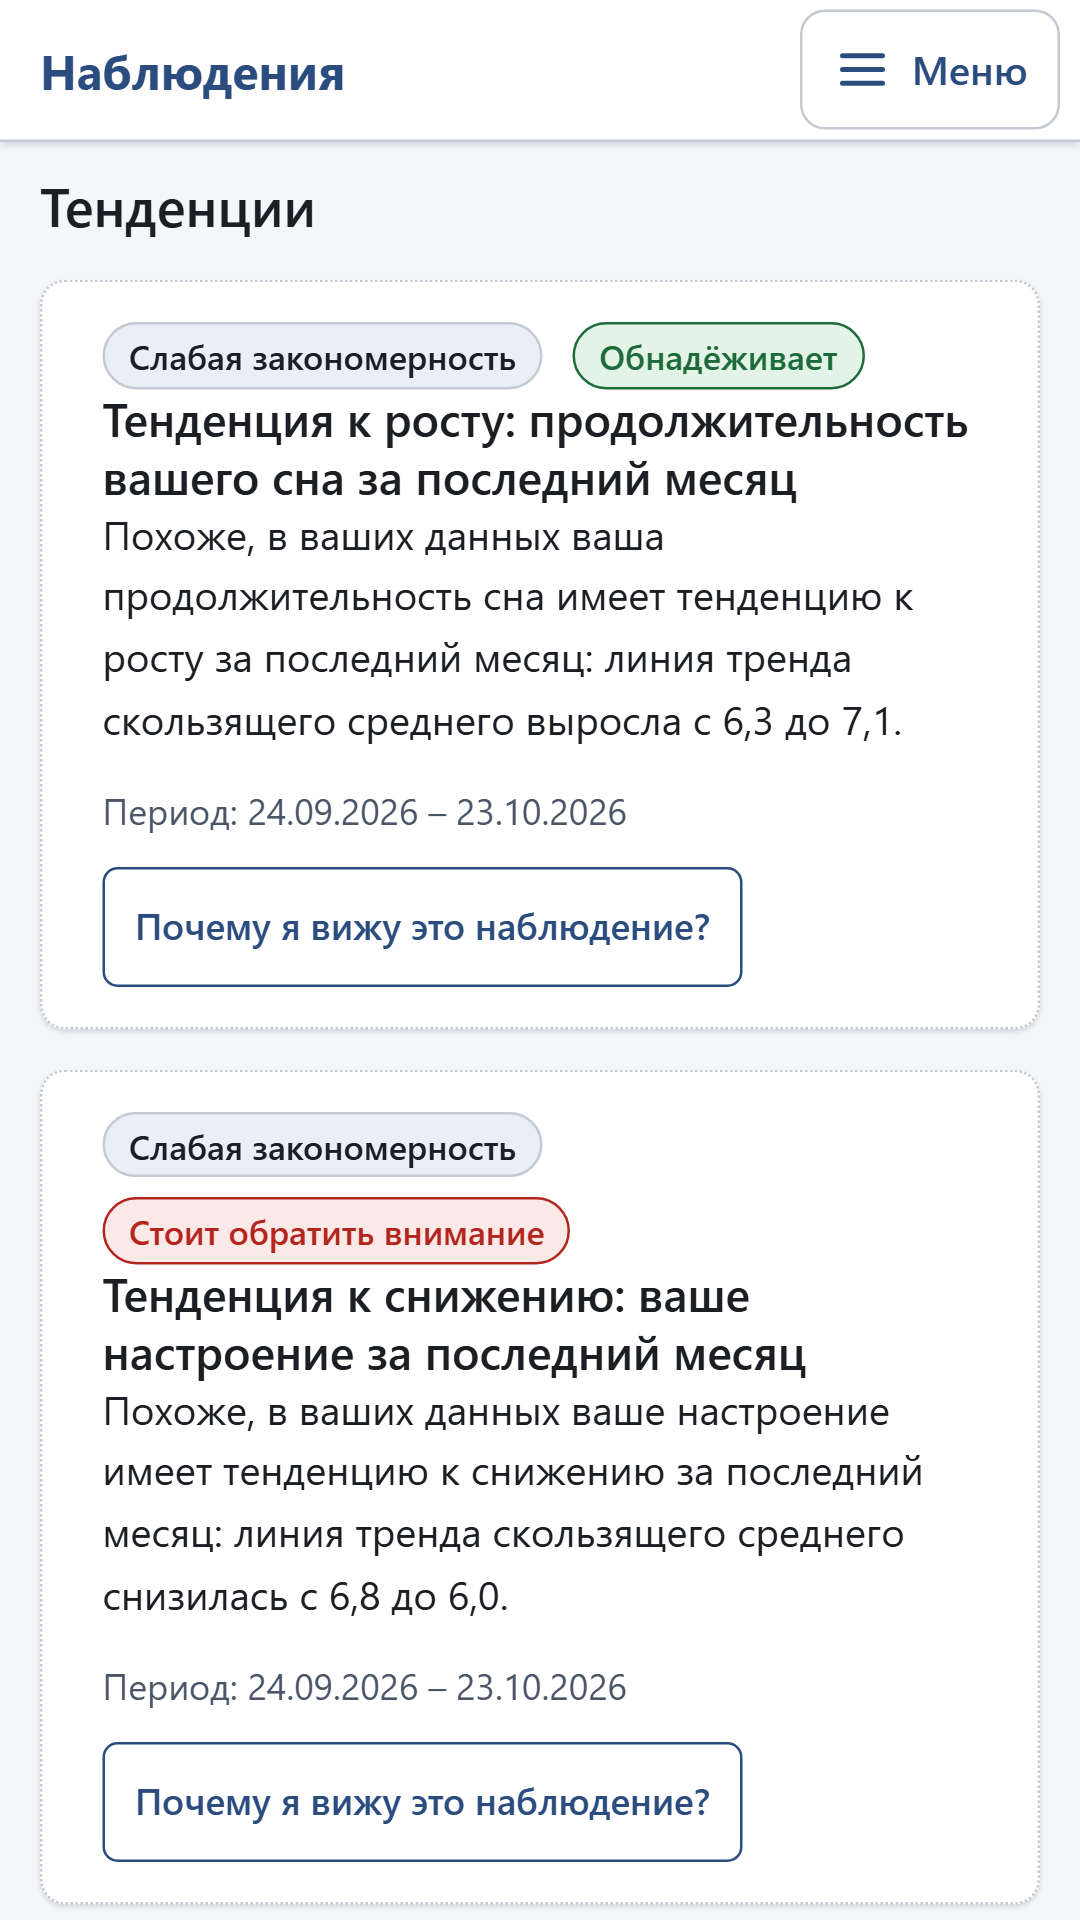 Наблюдения
Меню
Тенденции
Слабая закономерность
Обнадёживает
Тенденция к росту: продолжительность
вашего сна за последний месяц
Похоже, в ваших данных ваша
продолжительность сна имеет тенденцию к
росту за последний месяц: линия тренда
скользящего среднего выросла с 6,3 до 7,1.
Период: 24.09.2026 – 23.10.2026
Почему я вижу это наблюдение?
Слабая закономерность
Стоит обратить внимание
Тенденция к снижению: ваше
настроение за последний месяц
Похоже, в ваших данных ваше настроение
имеет тенденцию к снижению за последний
месяц: линия тренда скользящего среднего
снизилась с 6,8 до 6,0.
Период: 24.09.2026 – 23.10.2026
Почему я вижу это наблюдение?